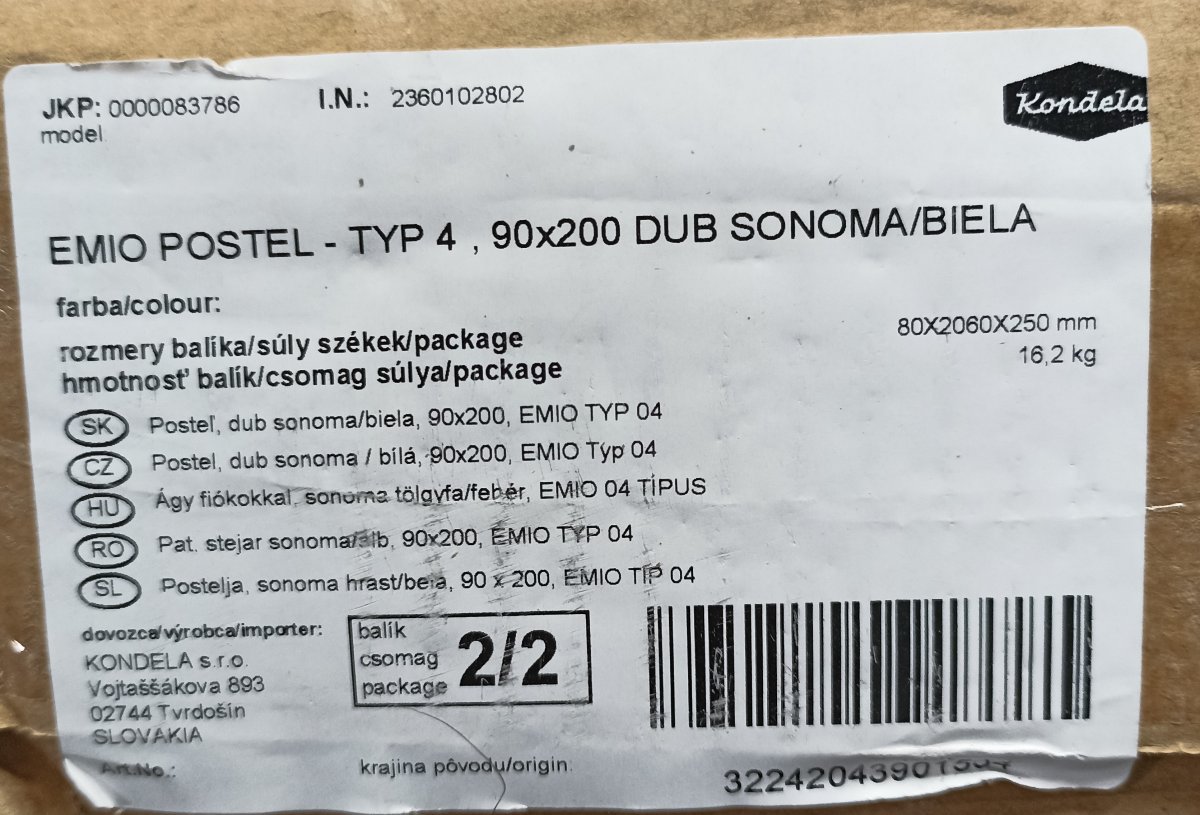 JKP: 0000083786 I.N.: 2360102802
Kondela
model
EMIO POSTEL - TYP 4 , 90x200 DUB SONOMA/BIELA
farba/colour:
rozmery balíka/súly székek/package 80X2060X250 mm
hmotnosť balík/csomag súlya/package 16,2 kg
SK Posteľ, dub sonoma/biela, 90x200, EMIO TYP 04
CZ Postel, dub sonoma / bílá, 90x200, EMIO Typ 04
HU Ágy fiókokkal, sonoma tölgyfa/fehér, EMIO 04 TÍPUS
RO Pat. stejar sonoma/alb, 90x200, EMIO TYP 04
SL Postelja, sonoma hrast/bela, 90 x 200, EMIO TIP 04
dovozca/výrobca/importer:
KONDELA s.r.o.
Vojtaššákova 893
02744 Tvrdošín
SLOVAKIA
balík
csomag
package
2/2
Art.No.:
krajina pôvodu/origin: